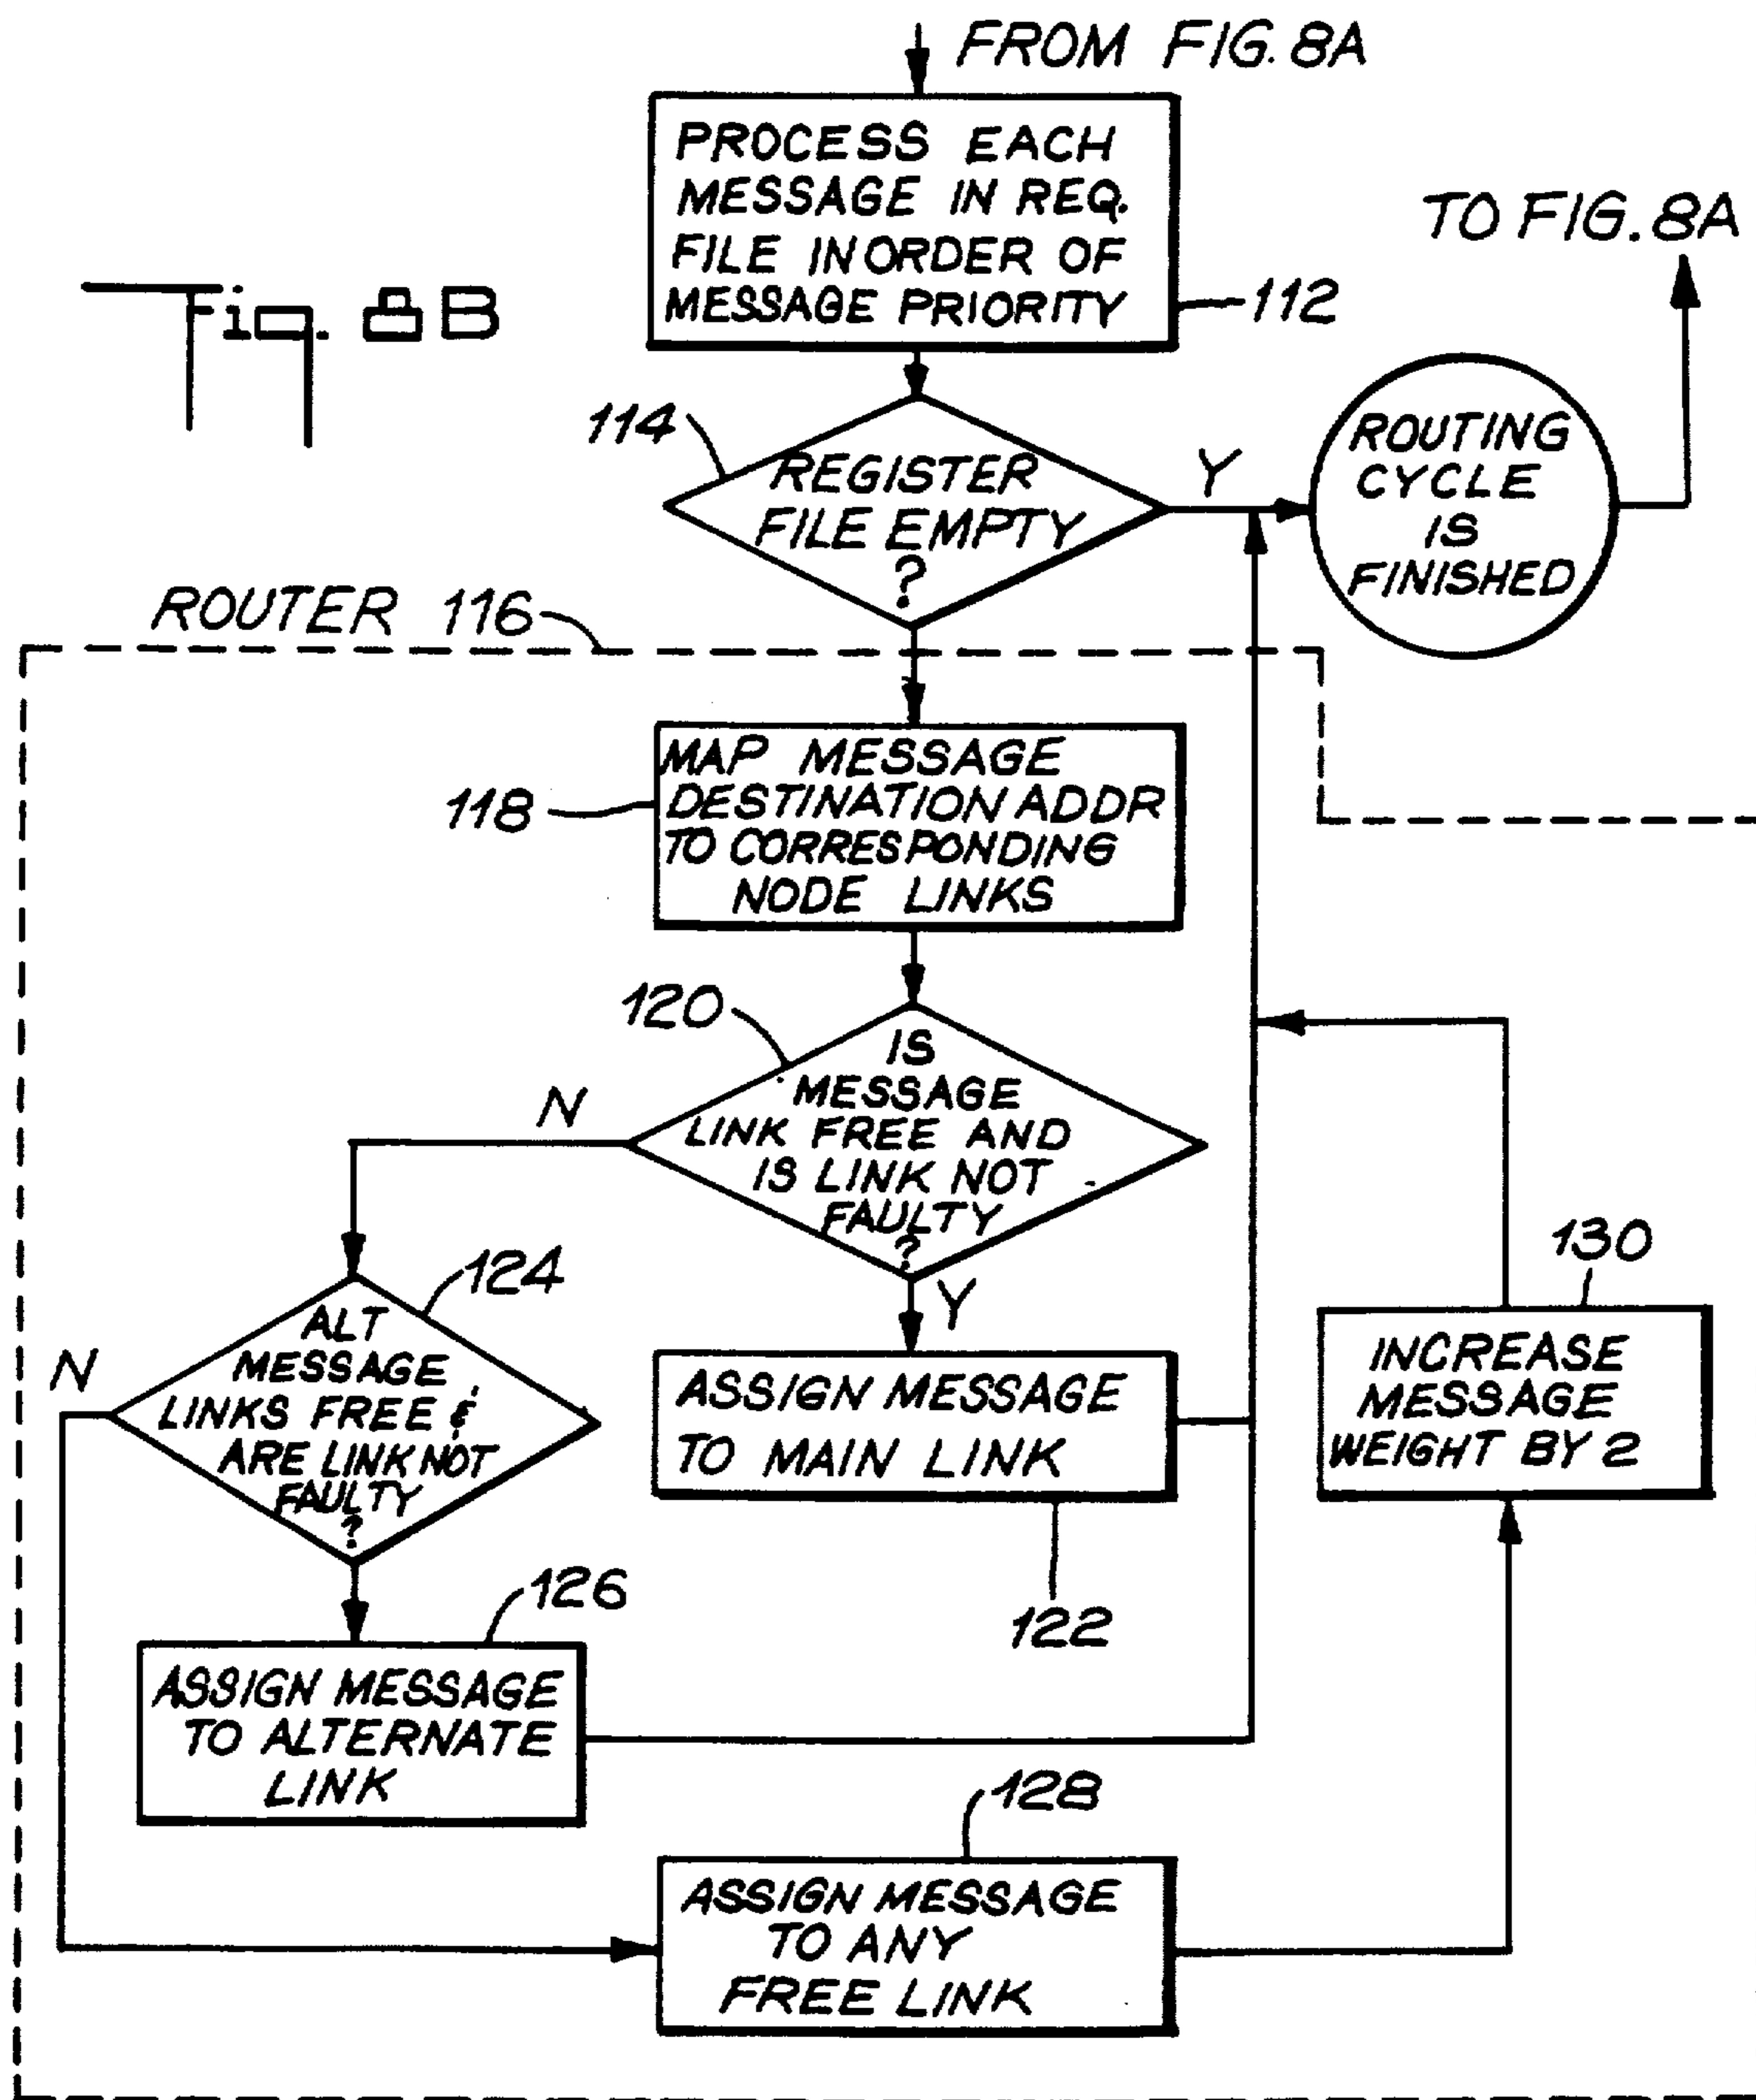 FROM FIG. 8A
PROCESS EACH
MESSAGE IN REQ.
FILE IN ORDER OF
MESSAGE PRIORITY
112
TO FIG. 8A
Fig. 8B
114
REGISTER
FILE EMPTY
?
Y
ROUTING
CYCLE
IS
FINISHED
ROUTER 116
MAP MESSAGE
DESTINATION ADDR
TO CORRESPONDING
NODE LINKS
118
120
IS
MESSAGE
LINK FREE AND
IS LINK NOT
FAULTY
?
N
Y
124
ALT
MESSAGE
LINKS FREE &
ARE LINK NOT
FAULTY
?
N
ASSIGN MESSAGE
TO MAIN LINK
122
130
INCREASE
MESSAGE
WEIGHT BY 2
126
ASSIGN MESSAGE
TO ALTERNATE
LINK
128
ASSIGN MESSAGE
TO ANY
FREE LINK